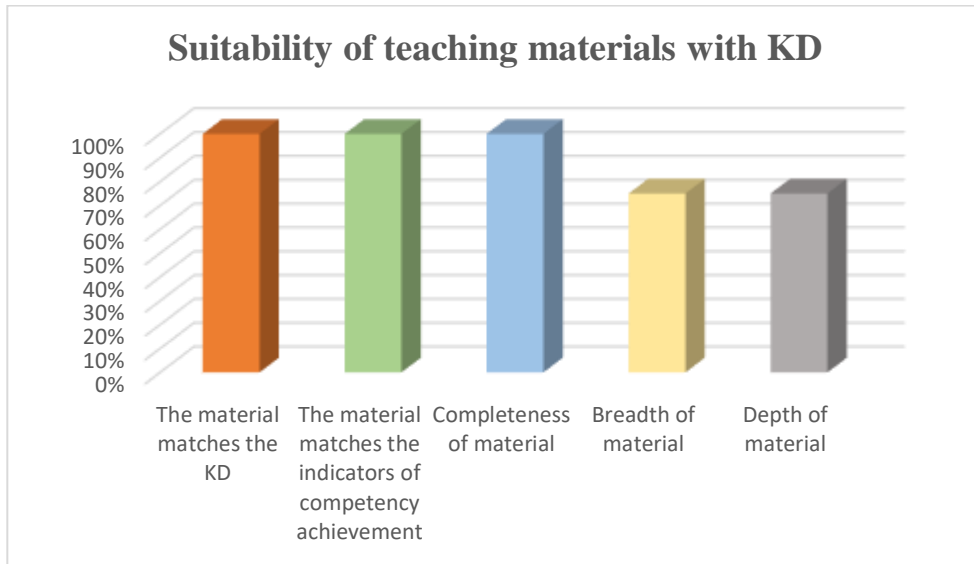 Suitability of teaching materials with KD
100%
90%
80%
70%
60%
50%
40%
30%
20%
10%
0%
The material
matches the
KD
The material
matches the
indicators of
competency
achievement
Completeness
of material
Breadth of
material
Depth of
material